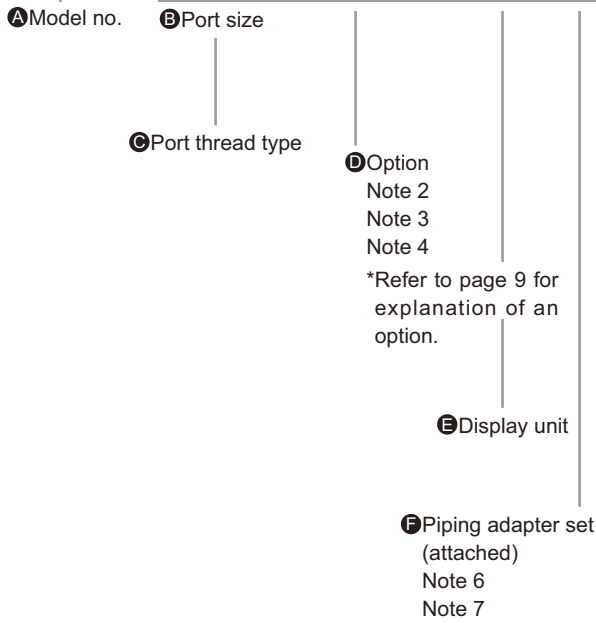 ⒶModel no.
ⒷPort size
ⒸPort thread type
ⒹOption
Note 2
Note 3
Note 4
*Refer to page 9 for
explanation of an
option.
ⒺDisplay unit
ⒻPiping adapter set
(attached)
Note 6
Note 7